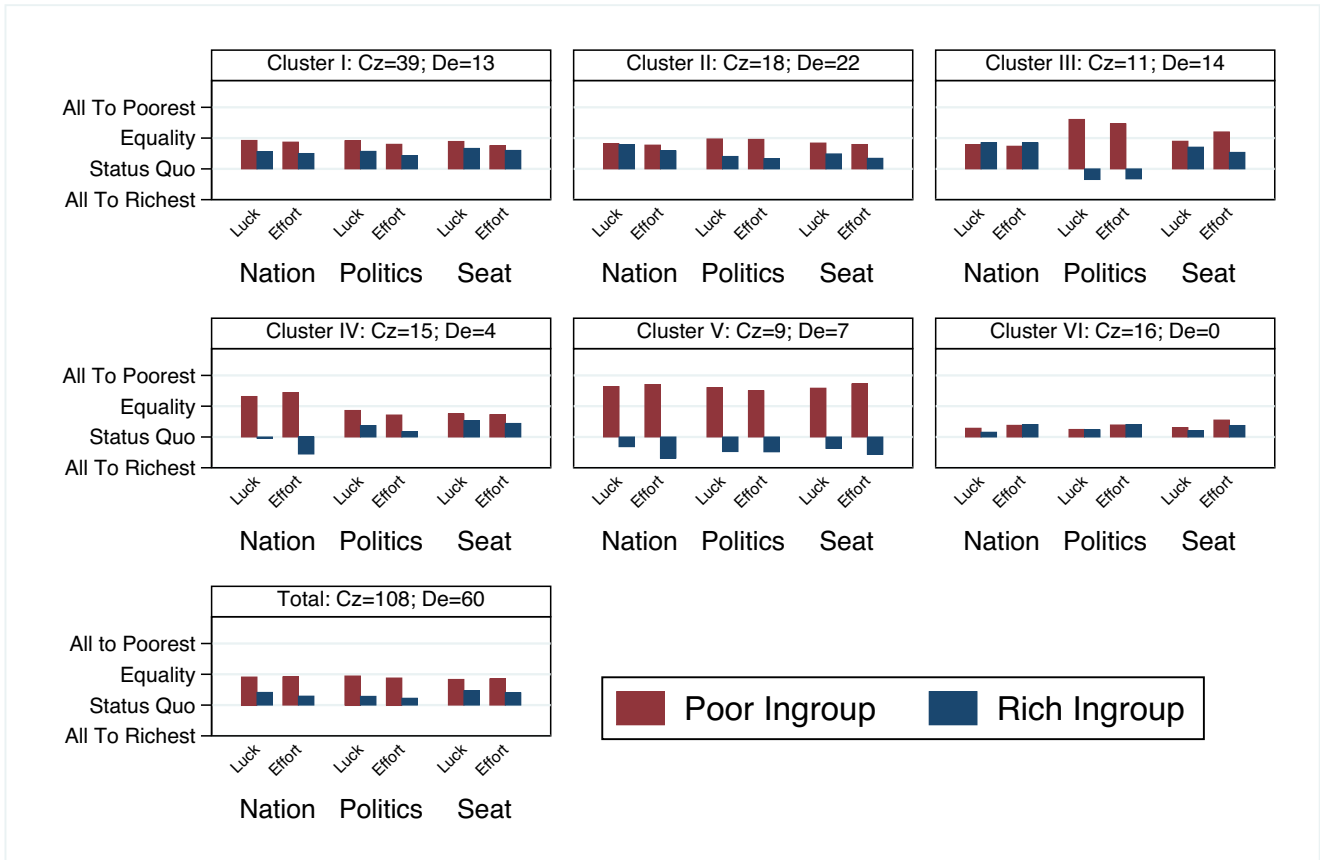 Cluster I: Cz=39; De=13
Cluster II: Cz=18; De=22
Cluster III: Cz=11; De=14
All To Poorest
Equality
Status Quo
All To Richest
Luck Effort Luck Effort Luck Effort
Nation Politics Seat
Luck Effort Luck Effort Luck Effort
Nation Politics Seat
Luck Effort Luck Effort Luck Effort
Nation Politics Seat
Cluster IV: Cz=15; De=4
Cluster V: Cz=9; De=7
Cluster VI: Cz=16; De=0
All To Poorest
Equality
Status Quo
All To Richest
Luck Effort Luck Effort Luck Effort
Nation Politics Seat
Luck Effort Luck Effort Luck Effort
Nation Politics Seat
Luck Effort Luck Effort Luck Effort
Nation Politics Seat
Total: Cz=108; De=60
All to Poorest
Equality
Status Quo
All To Richest
Luck Effort Luck Effort Luck Effort
Nation Politics Seat
Poor Ingroup Rich Ingroup